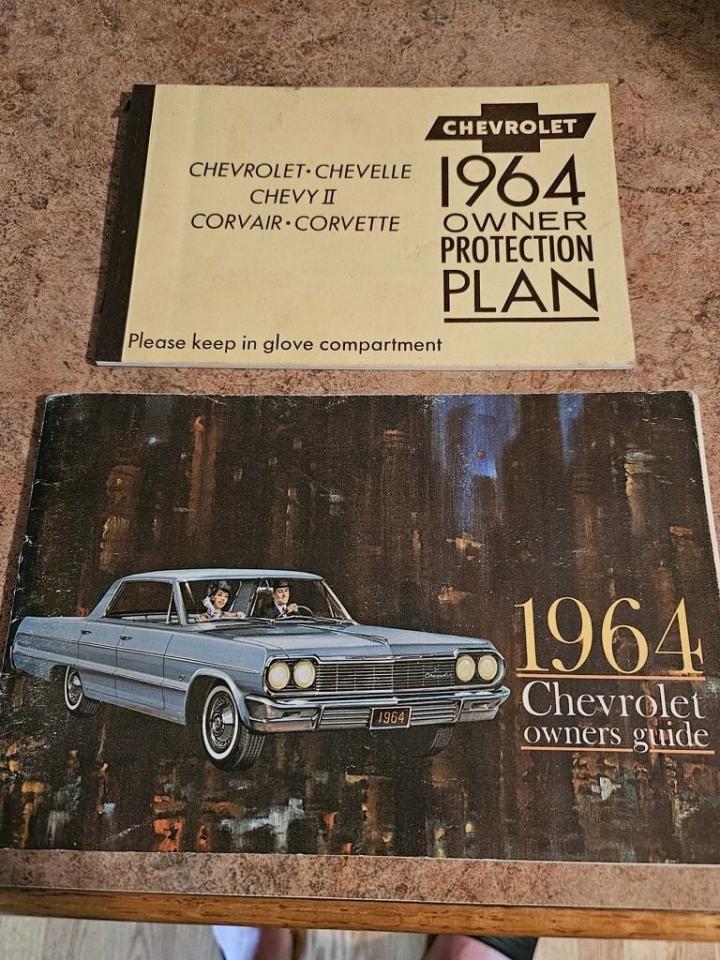 CHEVROLET
CHEVROLET·CHEVELLE
CHEVY II
CORVAIR·CORVETTE
1964
OWNER
PROTECTION
PLAN
Please keep in glove compartment
1964
Chevrolet
owners guide
Chevrolet
1964